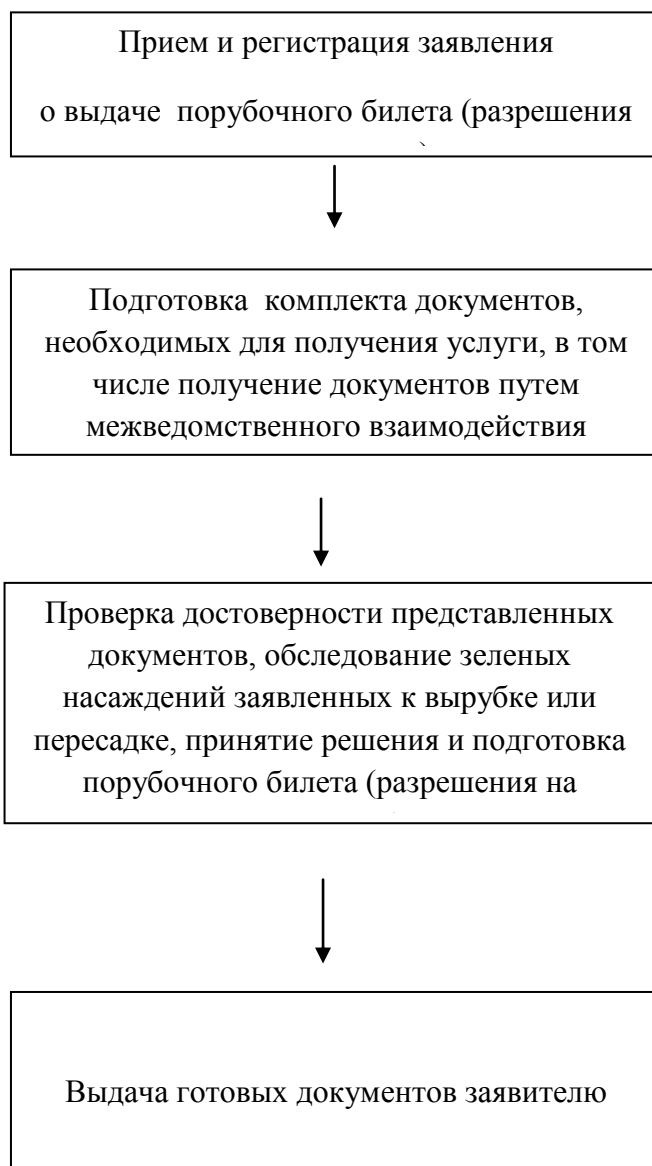 Прием и регистрация заявления
о выдаче порубочного билета (разрешения
Подготовка комплекта документов,
необходимых для получения услуги, в том
числе получение документов путем
межведомственного взаимодействия
Проверка достоверности представленных
документов, обследование зеленых
насаждений заявленных к вырубке или
пересадке, принятие решения и подготовка
порубочного билета (разрешения на
Выдача готовых документов заявителю